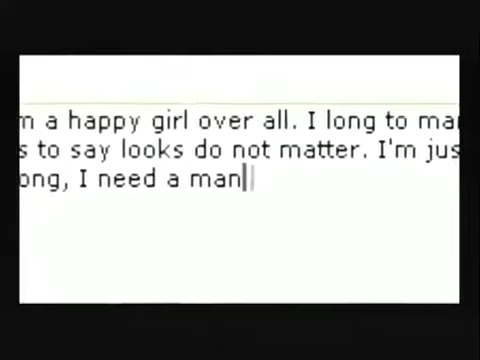 m a happy girl over all. I long to mar
s to say looks do not matter. I'm jus
ong, I need a man